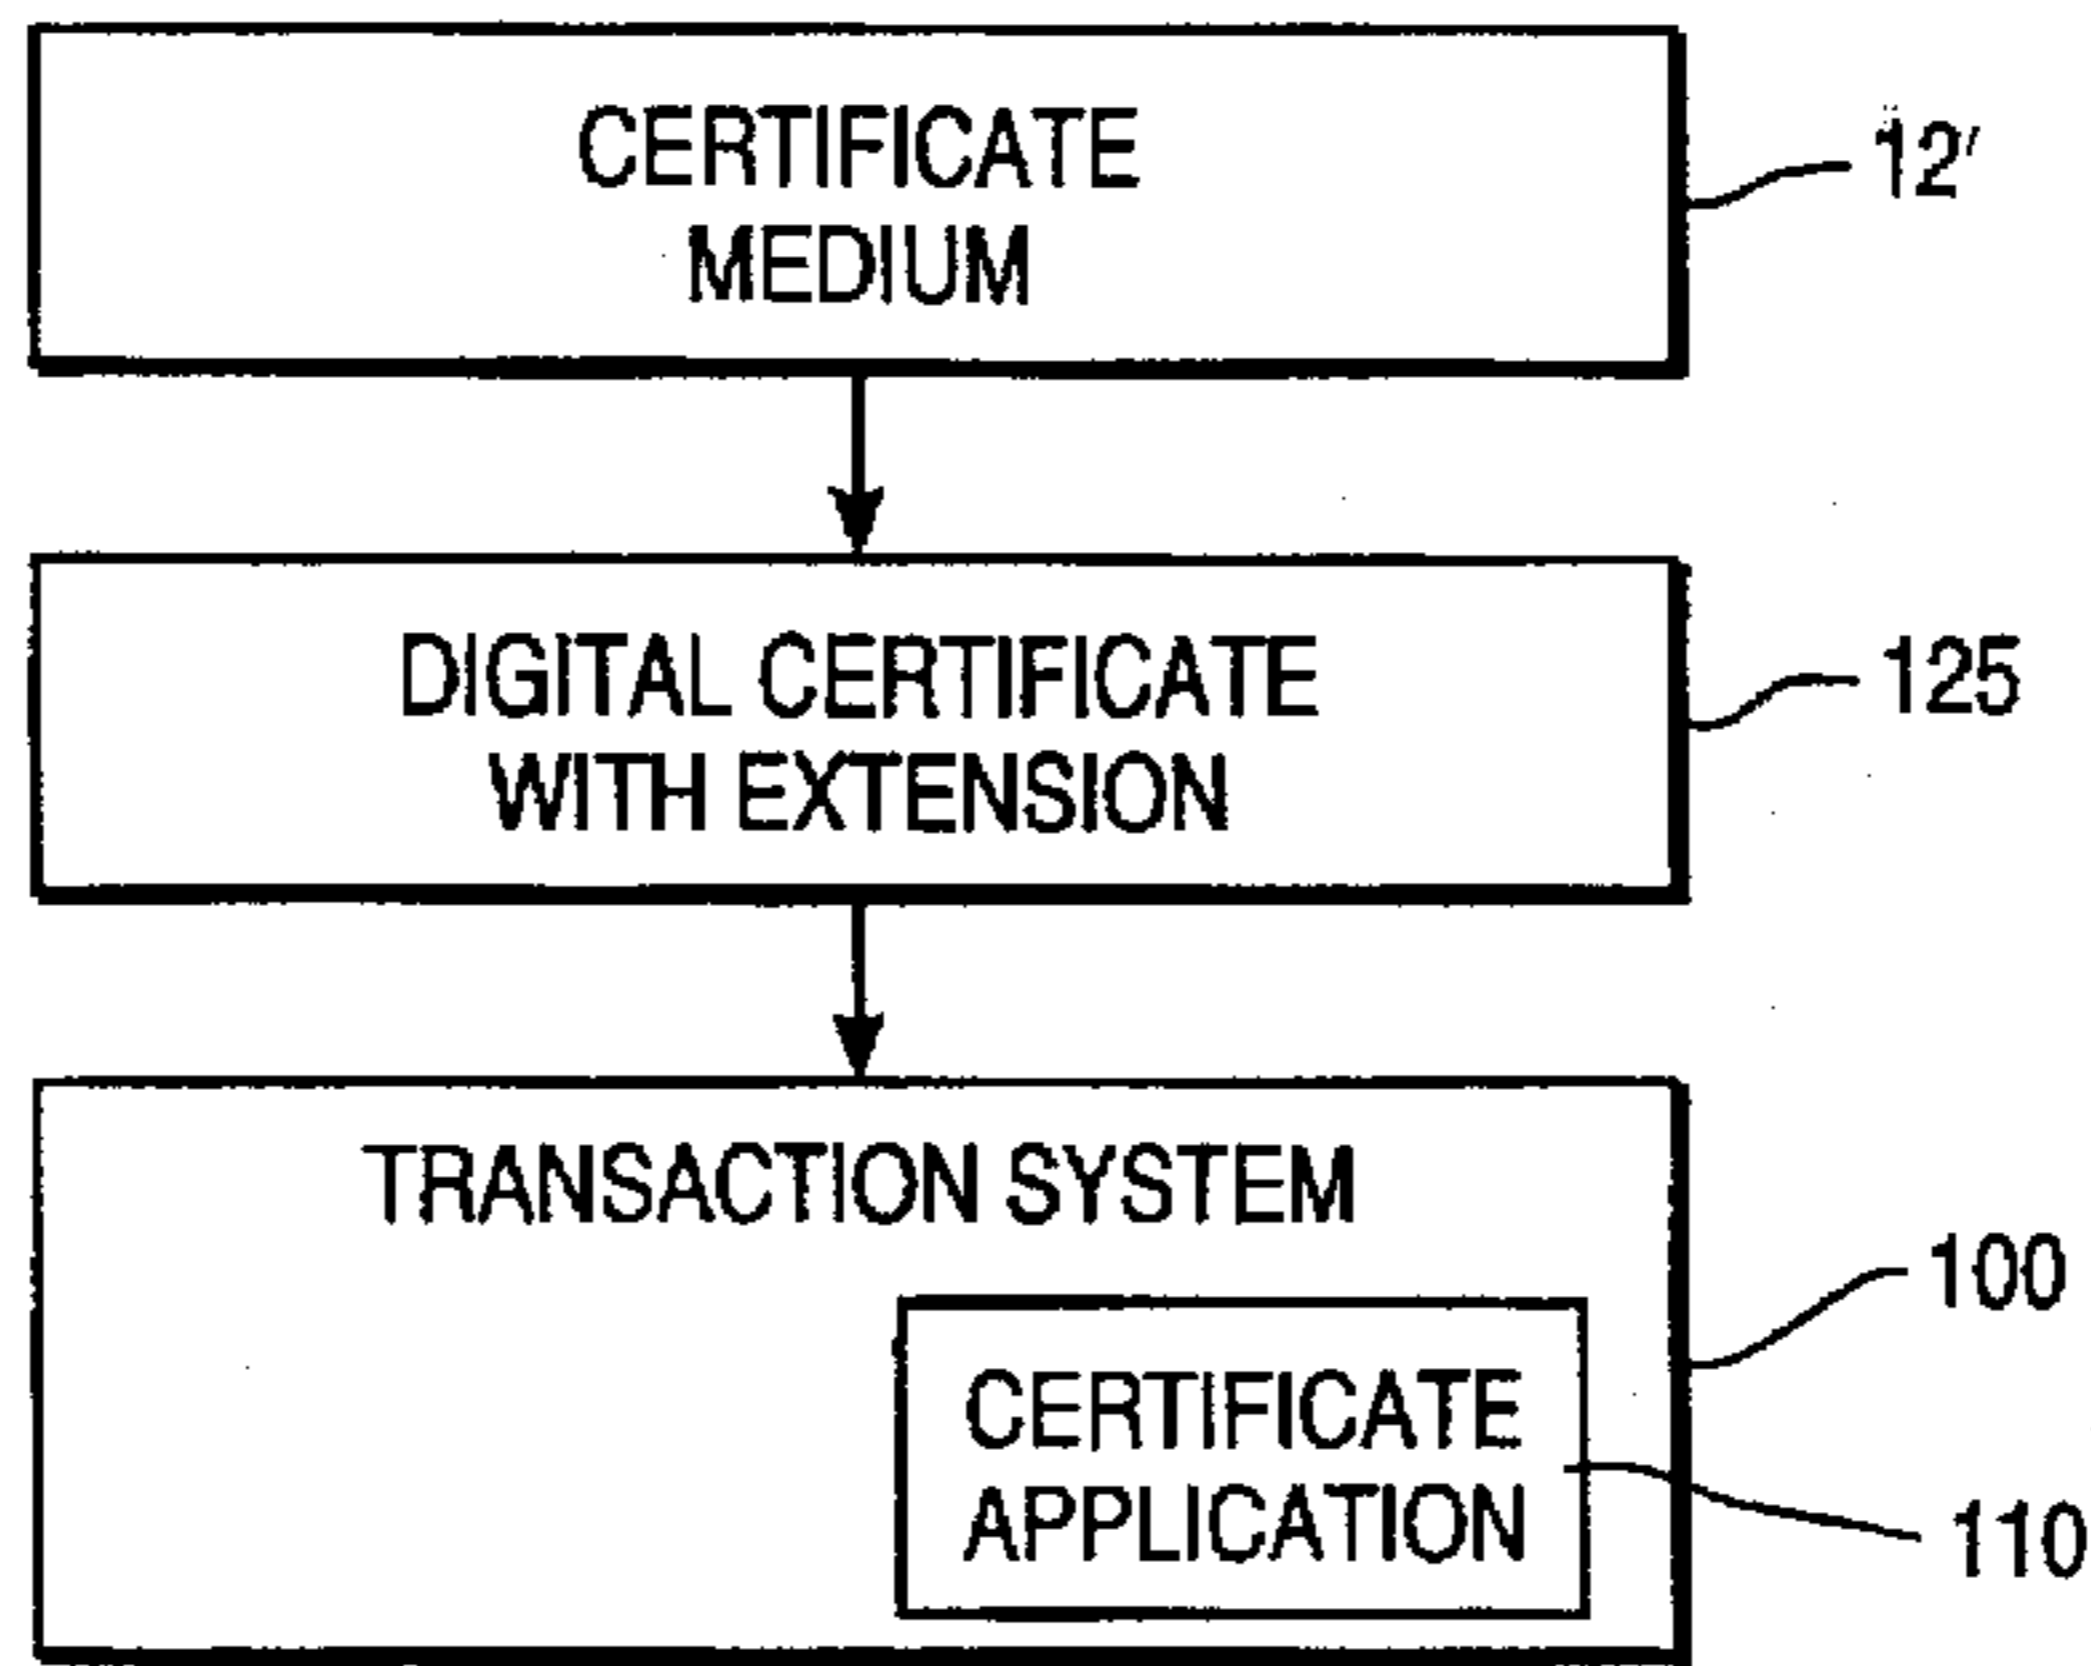 CERTIFICATE
MEDIUM
12'
DIGITAL CERTIFICATE
WITH EXTENSION
125
TRANSACTION SYSTEM
100
CERTIFICATE
APPLICATION
110